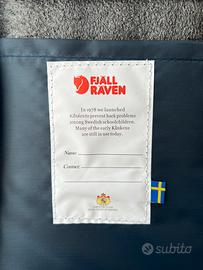 FJÄLL
RÄVEN
In 1978 we launched
Kånken to prevent back problems
among Swedish schoolchildren.
Many of the early Kånkens
are still in use today.
Name:
Contact:
subito